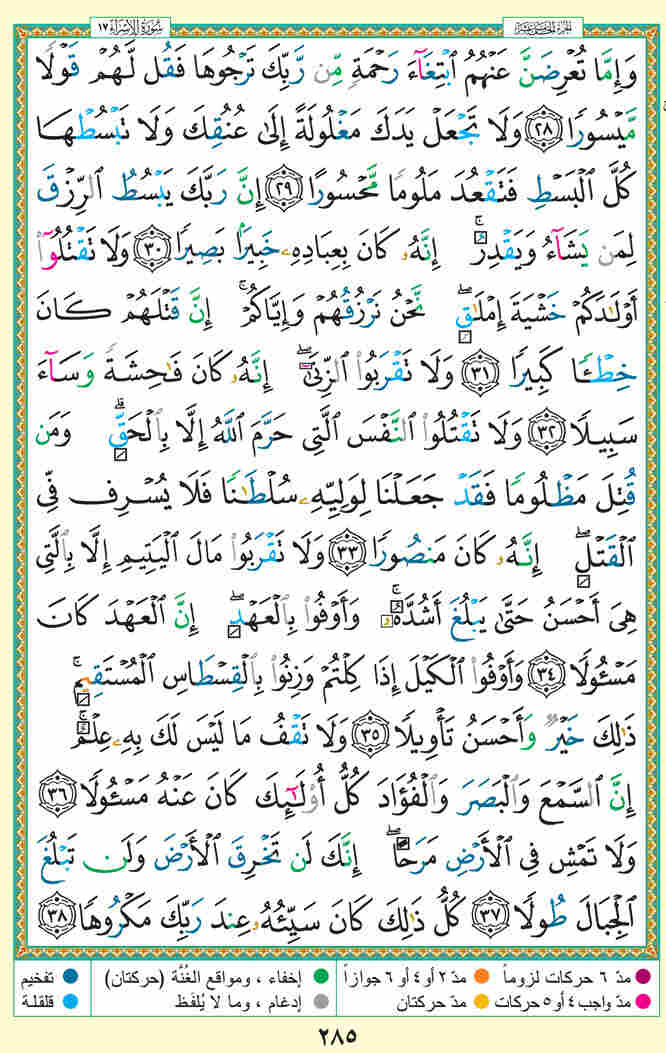 سُورَةُ الإِسْرَاءِ ١٧
الجزء الخامس عشر
وَإِمَّا تُعْرِضَنَّ عَنْهُمُ ٱبْتِغَآءَ رَحْمَةٍ مِّن رَّبِّكَ تَرْجُوهَا فَقُل لَّهُمْ قَوْلًا
مَّيْسُورًا ٢٨ وَلَا تَجْعَلْ يَدَكَ مَغْلُولَةً إِلَىٰ عُنُقِكَ وَلَا تَبْسُطْهَا
كُلَّ ٱلْبَسْطِ فَتَقْعُدَ مَلُومًا مَّحْسُورًا ٢٩ إِنَّ رَبَّكَ يَبْسُطُ ٱلرِّزْقَ
لِمَن يَشَآءُ وَيَقْدِرُ ۚ إِنَّهُۥ كَانَ بِعِبَادِهِۦ خَبِيرًۢا بَصِيرًا ٣٠ وَلَا تَقْتُلُوٓا۟
أَوْلَٰدَكُمْ خَشْيَةَ إِمْلَٰقٍ ۖ نَّحْنُ نَرْزُقُهُمْ وَإِيَّاكُمْ ۚ إِنَّ قَتْلَهُمْ كَانَ
خِطْـًٔا كَبِيرًا ٣١ وَلَا تَقْرَبُوا۟ ٱلزِّنَىٰٓ ۖ إِنَّهُۥ كَانَ فَٰحِشَةً وَسَآءَ
سَبِيلًا ٣٢ وَلَا تَقْتُلُوا۟ ٱلنَّفْسَ ٱلَّتِى حَرَّمَ ٱللَّهُ إِلَّا بِٱلْحَقِّ ۗ وَمَن
قُتِلَ مَظْلُومًا فَقَدْ جَعَلْنَا لِوَلِيِّهِۦ سُلْطَٰنًا فَلَا يُسْرِف فِّى
ٱلْقَتْلِ ۖ إِنَّهُۥ كَانَ مَنصُورًا ٣٣ وَلَا تَقْرَبُوا۟ مَالَ ٱلْيَتِيمِ إِلَّا بِٱلَّتِى
هِىَ أَحْسَنُ حَتَّىٰ يَبْلُغَ أَشُدَّهُۥ ۚ وَأَوْفُوا۟ بِٱلْعَهْدِ ۖ إِنَّ ٱلْعَهْدَ كَانَ
مَسْـُٔولًا ٣٤ وَأَوْفُوا۟ ٱلْكَيْلَ إِذَا كِلْتُمْ وَزِنُوا۟ بِٱلْقِسْطَاسِ ٱلْمُسْتَقِيمِ ۚ
ذَٰلِكَ خَيْرٌ وَأَحْسَنُ تَأْوِيلًا ٣٥ وَلَا تَقْفُ مَا لَيْسَ لَكَ بِهِۦ عِلْمٌ ۚ
إِنَّ ٱلسَّمْعَ وَٱلْبَصَرَ وَٱلْفُؤَادَ كُلُّ أُو۟لَٰٓئِكَ كَانَ عَنْهُ مَسْـُٔولًا ٣٦
وَلَا تَمْشِ فِى ٱلْأَرْضِ مَرَحًا ۖ إِنَّكَ لَن تَخْرِقَ ٱلْأَرْضَ وَلَن تَبْلُغَ
ٱلْجِبَالَ طُولًا ٣٧ كُلُّ ذَٰلِكَ كَانَ سَيِّئُهُۥ عِندَ رَبِّكَ مَكْرُوهًا ٣٨
مدّ ٦ حركات لزوماً
مدّ ٢ أو ٤ أو ٦ جوازاً
إخفاء ، ومواقع الغُنَّة (حركتان)
تفخيم
مدّ واجب ٤ أو ٥ حركات
مدّ حركتان
إدغام ، وما لا يُلفَظ
قلقلة
٢٨٥